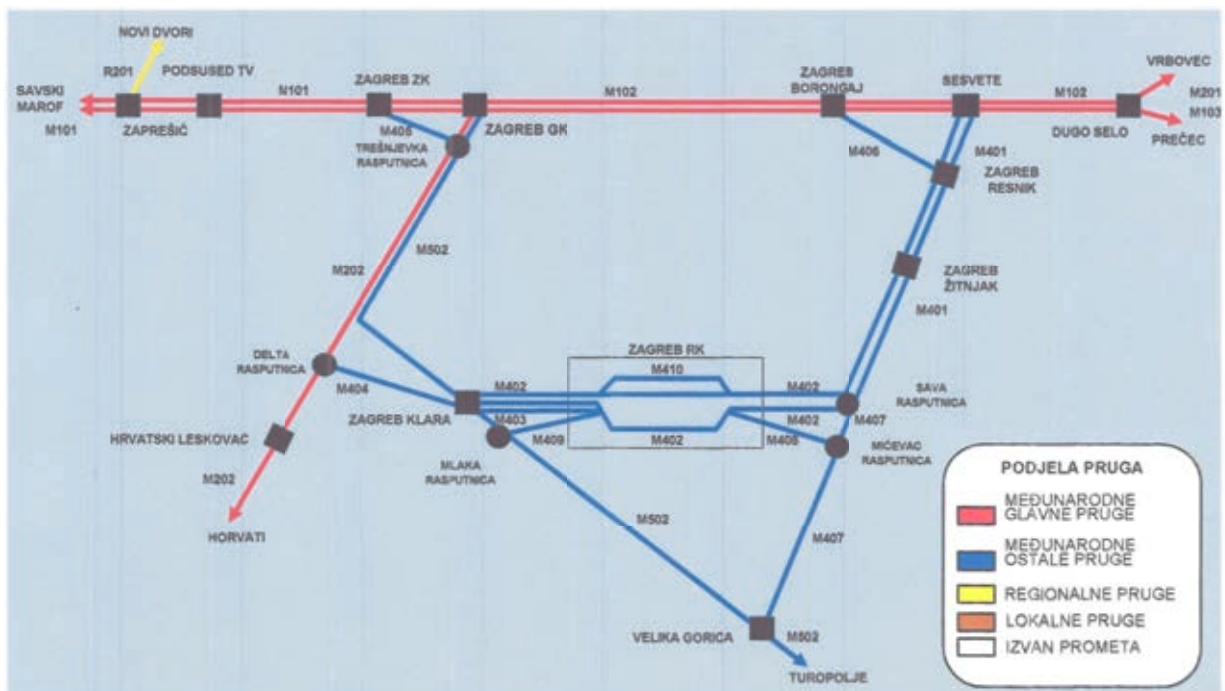 NOVI DVORI
R201
PODSUSED TV
SAVSKI
MAROF
M101
ZAPREŠIĆ
M101
ZAGREB ZK
M405
TREŠNJEVKA
RASPUTNICA
ZAGREB GK
M102
ZAGREB
BORONGAJ
SESVETE
M102
VRBOVEC
M201
M103
DUGO SELO
PREČEC
M406
M401
ZAGREB
RESNIK
M502
M202
ZAGREB
ŽITNJAK
M401
DELTA
RASPUTNICA
M404
ZAGREB RK
M410
M402
M402
SAVA
RASPUTNICA
ZAGREB KLARA
M403
M402
M407
HRVATSKI LESKOVAC
M409
M402
M408
MIĆEVAC
RASPUTNICA
MLAKA
RASPUTNICA
M202
HORVATI
M502
M407
VELIKA GORICA
M502
TUROPOLJE
PODJELA PRUGA
MEĐUNARODNE
GLAVNE PRUGE
MEĐUNARODNE
OSTALE PRUGE
REGIONALNE PRUGE
LOKALNE PRUGE
IZVAN PROMETA